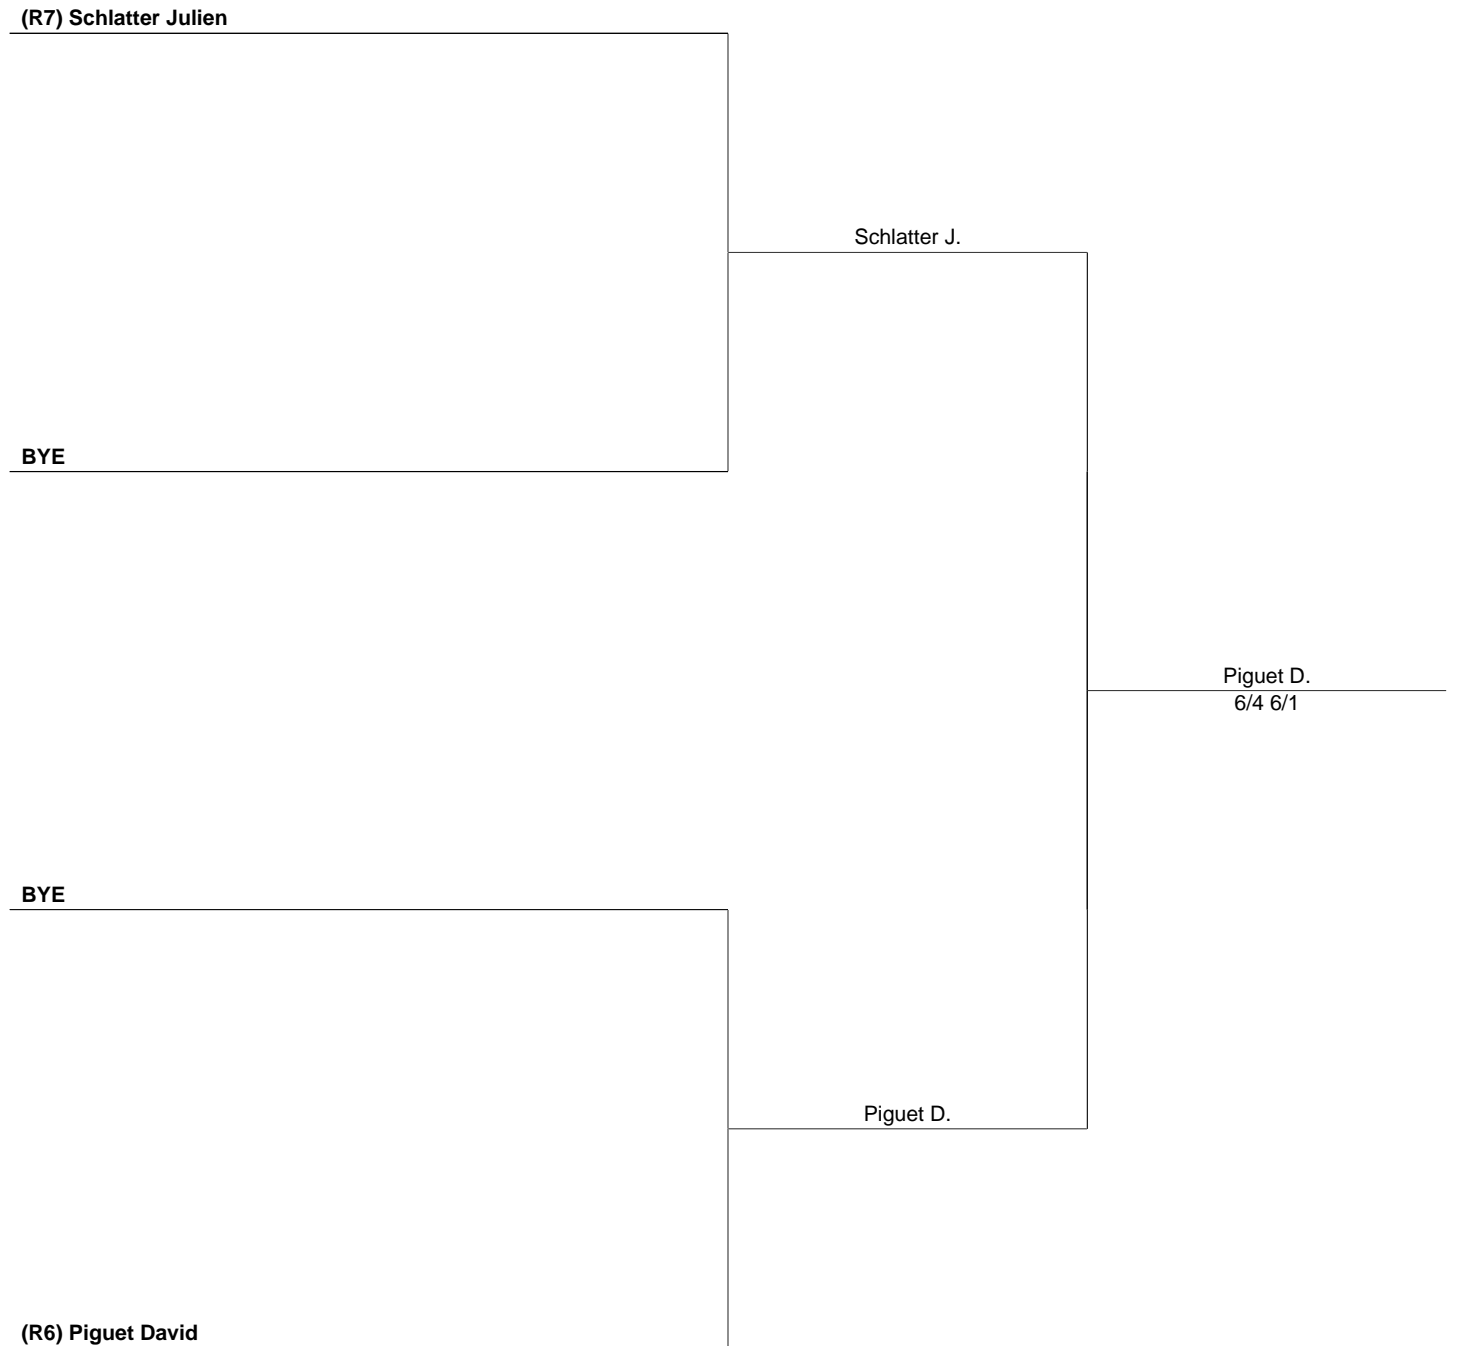 (R7) Schlatter Julien
Schlatter J.
BYE
Piguet D.
6/4 6/1
BYE
Piguet D.
(R6) Piguet David